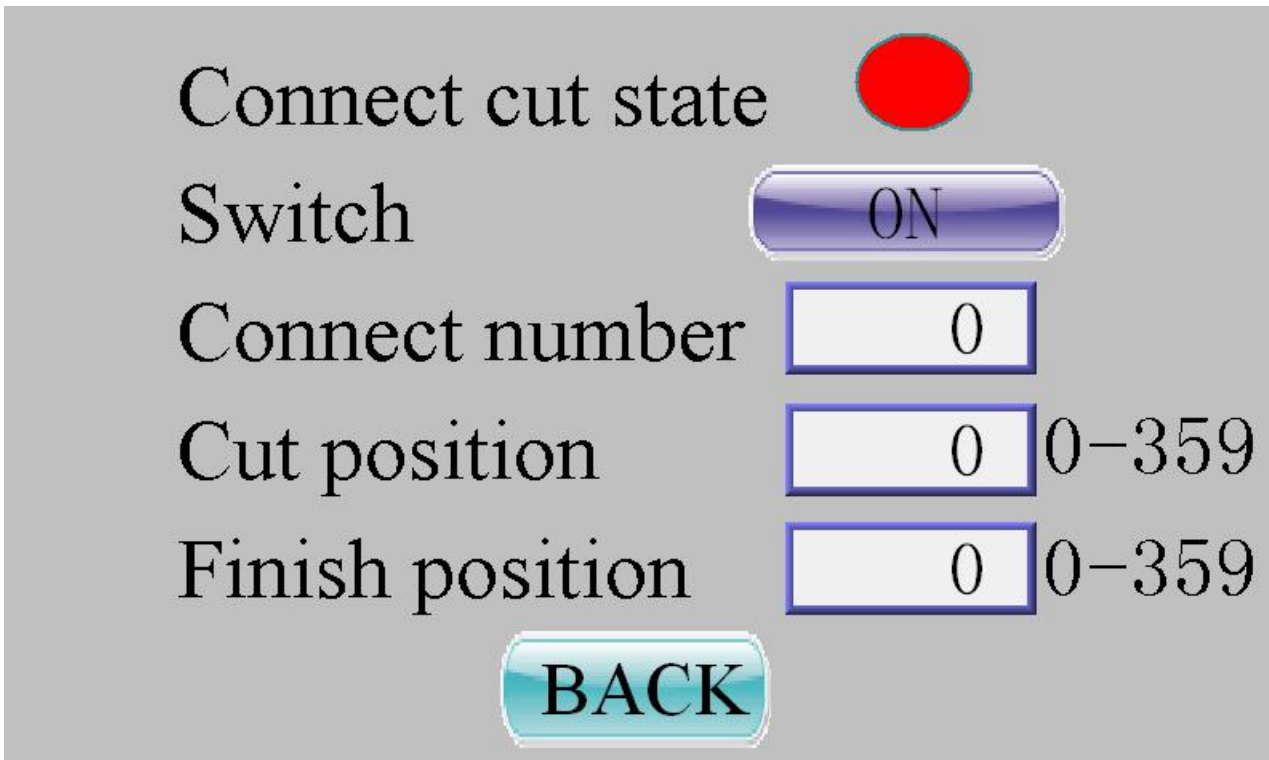 Connect cut state
Switch ON
Connect number 0
Cut position 0 0-359
Finish position 0 0-359
BACK